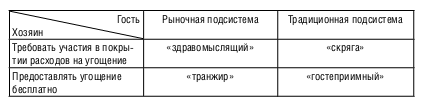 Гость
Хозяин
Рыночная подсистема
Традиционная подсистема
Требовать участия в покры-
тии расходов на угощение
«здравомыслящий»
«скряга»
Предоставлять угощение
бесплатно
«транжир»
«гостеприимный»